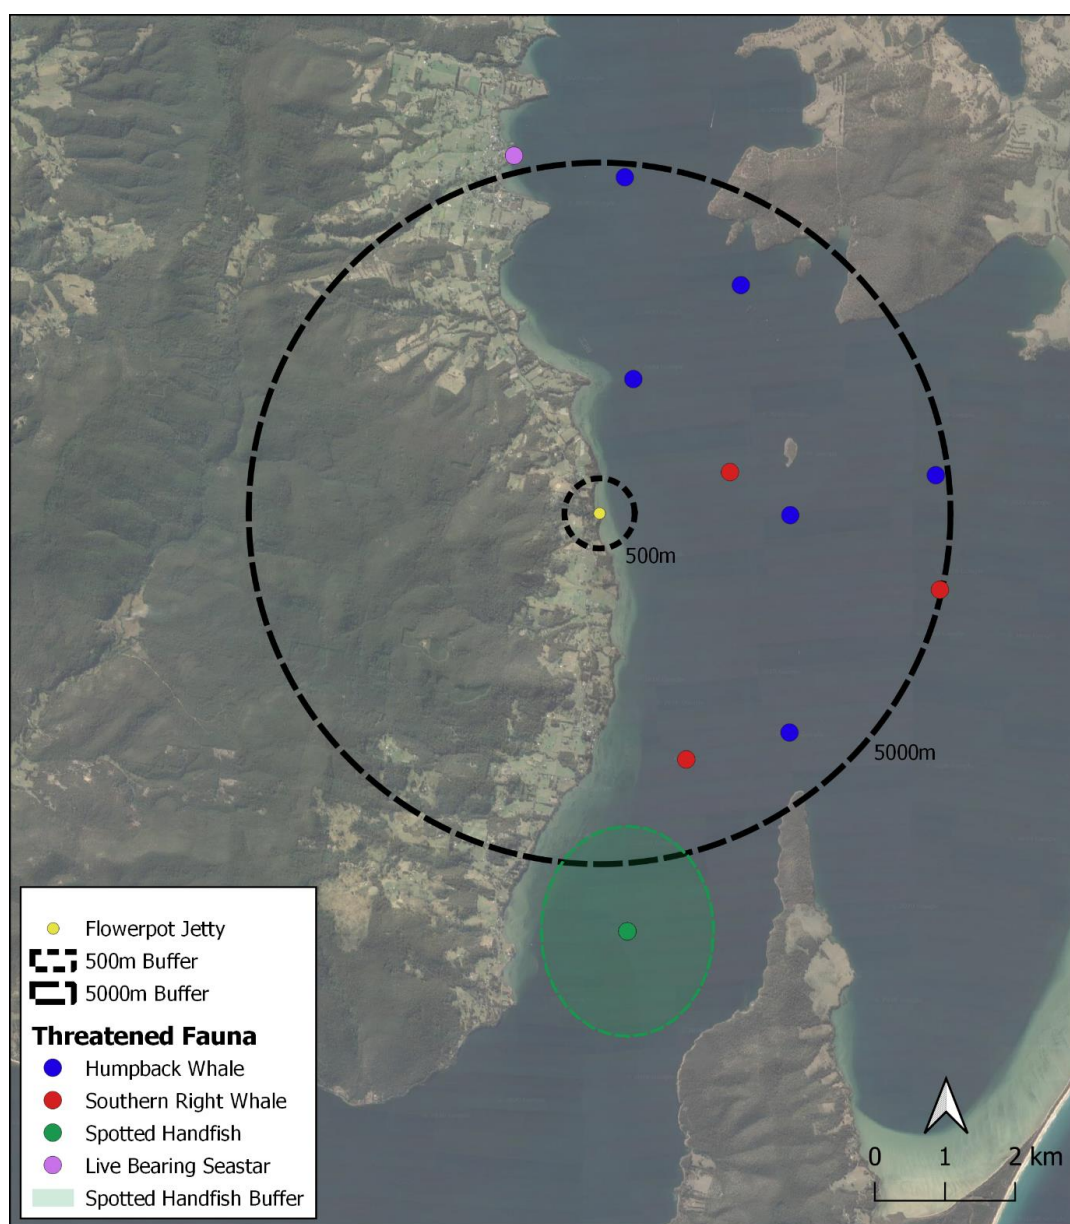 500m
5000m
Flowerpot Jetty
500m Buffer
5000m Buffer
Threatened Fauna
Humpback Whale
Southern Right Whale
Spotted Handfish
Live Bearing Seastar
Spotted Handfish Buffer
0 1 2 km